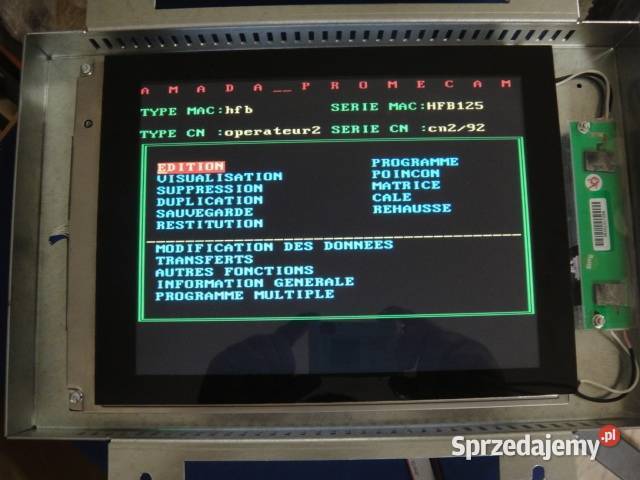 AMADA__PROMECAM
TYPE MAC:hfb SERIE MAC:HFB125
TYPE CN :operateur2 SERIE CN :cn2/92
EDITION PROGRAMME
VISUALISATION POINCON
SUPPRESSION MATRICE
DUPLICATION CALE
SAUVEGARDE REHAUSSE
RESTITUTION
MODIFICATION DES DONNEES
TRANSFERTS
AUTRES FONCTIONS
INFORMATION GENERALE
PROGRAMME MULTIPLE
Sprzedajemy.pl